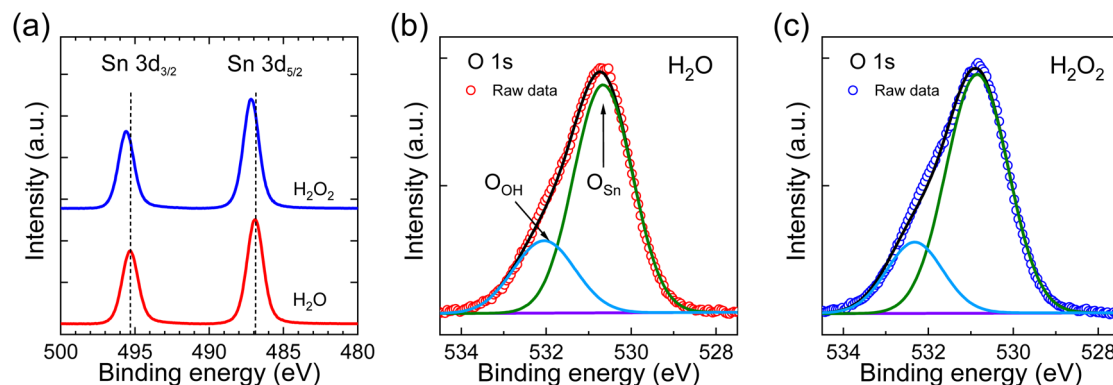 (a)
Sn 3d₃/₂ Sn 3d₅/₂
H₂O₂
H₂O
Intensity (a.u.)
500 495 490 485 480
Binding energy (eV)
(b)
O 1s H₂O
Raw data
O_OH O_Sn
Intensity (a.u.)
534 532 530 528
Binding energy (eV)
(c)
O 1s H₂O₂
Raw data
Intensity (a.u.)
534 532 530 528
Binding energy (eV)